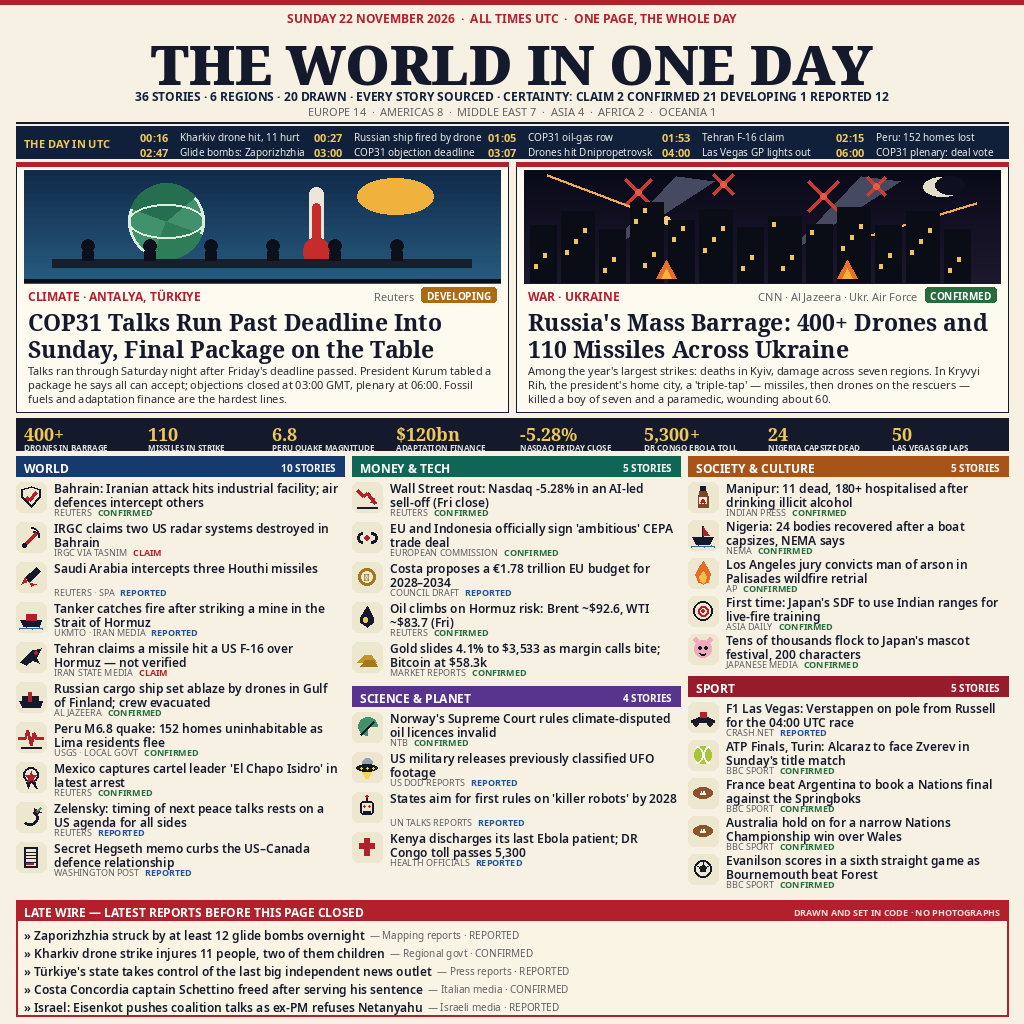 SUNDAY 22 NOVEMBER 2026 · ALL TIMES UTC · ONE PAGE, THE WHOLE DAY
THE WORLD IN ONE DAY
36 STORIES · 6 REGIONS · 20 DRAWN · EVERY STORY SOURCED · CERTAINTY: CLAIM 2 CONFIRMED 21 DEVELOPING 1 REPORTED 12
EUROPE 14 · AMERICAS 8 · MIDDLE EAST 7 · ASIA 4 · AFRICA 2 · OCEANIA 1
THE DAY IN UTC
00:16 Kharkiv drone hit, 11 hurt 00:27 Russian ship fired by drone 01:05 COP31 oil-gas row 01:53 Tehran F-16 claim 02:15 Peru: 152 homes lost
02:47 Glide bombs: Zaporizhzhia 03:00 COP31 objection deadline 03:07 Drones hit Dnipropetrovsk 04:00 Las Vegas GP lights out 06:00 COP31 plenary: deal vote
CLIMATE · ANTALYA, TÜRKIYE Reuters DEVELOPING
COP31 Talks Run Past Deadline Into
Sunday, Final Package on the Table
Talks ran through Saturday night after Friday's deadline passed. President Kurum tabled a
package he says all can accept; objections closed at 03:00 GMT, plenary at 06:00. Fossil
fuels and adaptation finance are the hardest lines.
WAR · UKRAINE CNN · Al Jazeera · Ukr. Air Force CONFIRMED
Russia's Mass Barrage: 400+ Drones and
110 Missiles Across Ukraine
Among the year's largest strikes: deaths in Kyiv, damage across seven regions. In Kryvyi
Rih, the president's home city, a 'triple-tap' — missiles, then drones on the rescuers —
killed a boy of seven and a paramedic, wounding about 60.
400+ 110 6.8 $120bn -5.28% 5,300+ 24 50
DRONES IN BARRAGE MISSILES IN STRIKE PERU QUAKE MAGNITUDE ADAPTATION FINANCE NASDAQ FRIDAY CLOSE DR CONGO EBOLA TOLL NIGERIA CAPSIZE DEAD LAS VEGAS GP LAPS
WORLD 10 STORIES
Bahrain: Iranian attack hits industrial facility; air
defences intercept others
REUTERS CONFIRMED
IRGC claims two US radar systems destroyed in
Bahrain
IRGC VIA TASNIM CLAIM
Saudi Arabia intercepts three Houthi missiles
REUTERS · SPA REPORTED
Tanker catches fire after striking a mine in the
Strait of Hormuz
UKMTO · IRAN MEDIA REPORTED
Tehran claims a missile hit a US F-16 over
Hormuz — not verified
IRAN STATE MEDIA CLAIM
Russian cargo ship set ablaze by drones in Gulf
of Finland; crew evacuated
AL JAZEERA CONFIRMED
Peru M6.8 quake: 152 homes uninhabitable as
Lima residents flee
USGS · LOCAL GOVT CONFIRMED
Mexico captures cartel leader 'El Chapo Isidro' in
latest arrest
REUTERS CONFIRMED
Zelensky: timing of next peace talks rests on a
US agenda for all sides
REUTERS REPORTED
Secret Hegseth memo curbs the US–Canada
defence relationship
WASHINGTON POST REPORTED
MONEY & TECH 5 STORIES
Wall Street rout: Nasdaq -5.28% in an AI-led
sell-off (Fri close)
REUTERS CONFIRMED
EU and Indonesia officially sign 'ambitious' CEPA
trade deal
EUROPEAN COMMISSION CONFIRMED
Costa proposes a €1.78 trillion EU budget for
2028–2034
COUNCIL DRAFT REPORTED
Oil climbs on Hormuz risk: Brent ~$92.6, WTI
~$83.7 (Fri)
REUTERS CONFIRMED
Gold slides 4.1% to $3,533 as margin calls bite;
Bitcoin at $58.3k
MARKET REPORTS CONFIRMED
SCIENCE & PLANET 4 STORIES
Norway's Supreme Court rules climate-disputed
oil licences invalid
NTB CONFIRMED
US military releases previously classified UFO
footage
US DOD REPORTS REPORTED
States aim for first rules on 'killer robots' by 2028
UN TALKS REPORTS REPORTED
Kenya discharges its last Ebola patient; DR
Congo toll passes 5,300
HEALTH OFFICIALS REPORTED
SOCIETY & CULTURE 5 STORIES
Manipur: 11 dead, 180+ hospitalised after
drinking illicit alcohol
INDIAN PRESS CONFIRMED
Nigeria: 24 bodies recovered after a boat
capsizes, NEMA says
NEMA CONFIRMED
Los Angeles jury convicts man of arson in
Palisades wildfire retrial
AP CONFIRMED
First time: Japan's SDF to use Indian ranges for
live-fire training
ASIA DAILY CONFIRMED
Tens of thousands flock to Japan's mascot
festival, 200 characters
JAPANESE MEDIA CONFIRMED
SPORT 5 STORIES
F1 Las Vegas: Verstappen on pole from Russell
for the 04:00 UTC race
CRASH.NET REPORTED
ATP Finals, Turin: Alcaraz to face Zverev in
Sunday's title match
BBC SPORT CONFIRMED
France beat Argentina to book a Nations final
against the Springboks
BBC SPORT CONFIRMED
Australia hold on for a narrow Nations
Championship win over Wales
BBC SPORT CONFIRMED
Evanilson scores in a sixth straight game as
Bournemouth beat Forest
BBC SPORT CONFIRMED
LATE WIRE — LATEST REPORTS BEFORE THIS PAGE CLOSED DRAWN AND SET IN CODE · NO PHOTOGRAPHS
» Zaporizhzhia struck by at least 12 glide bombs overnight — Mapping reports · REPORTED
» Kharkiv drone strike injures 11 people, two of them children — Regional govt · CONFIRMED
» Türkiye's state takes control of the last big independent news outlet — Press reports · REPORTED
» Costa Concordia captain Schettino freed after serving his sentence — Italian media · CONFIRMED
» Israel: Eisenkot pushes coalition talks as ex-PM refuses Netanyahu — Israeli media · REPORTED